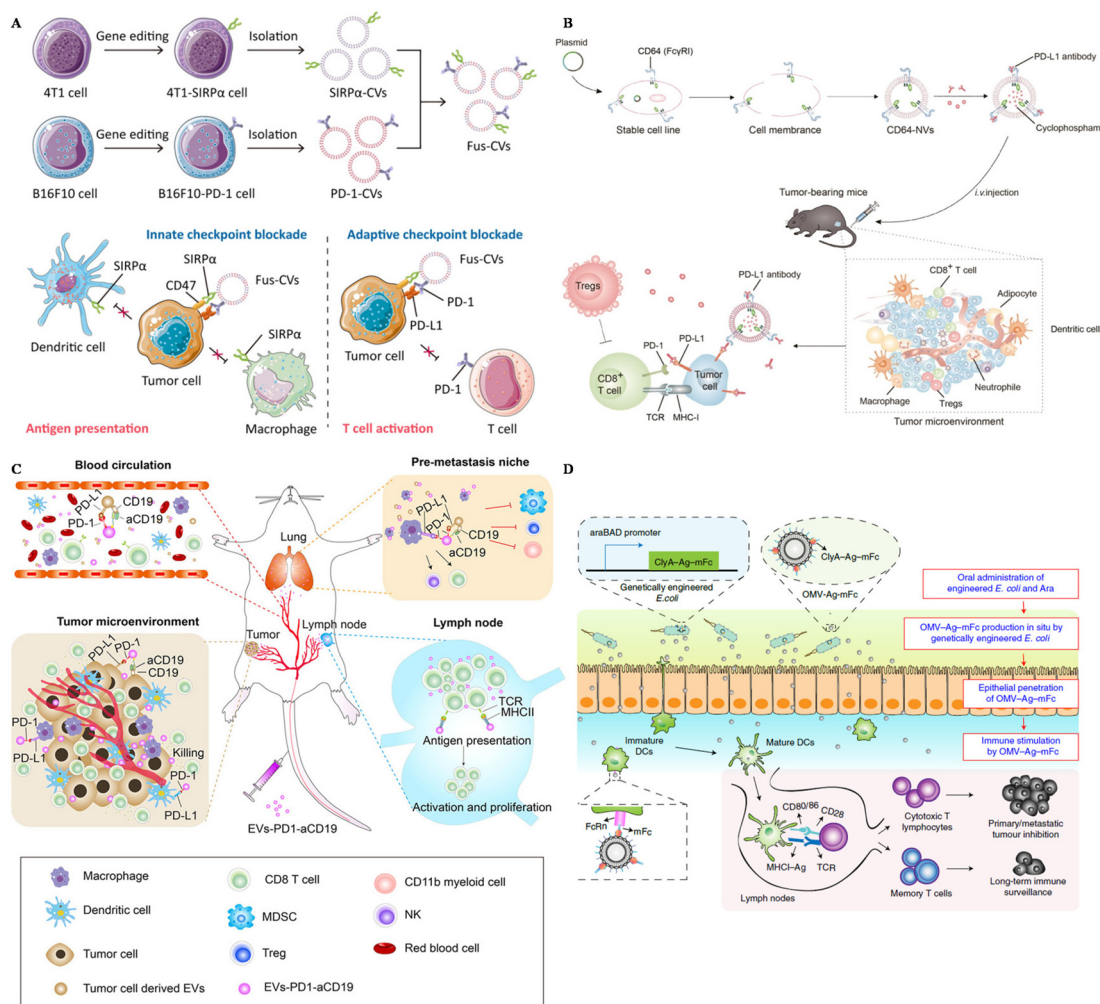 A
Gene editing
Isolation
4T1 cell
4T1-SIRPα cell
SIRPα-CVs
Gene editing
Isolation
Fus-CVs
B16F10 cell
B16F10-PD-1 cell
PD-1-CVs
Innate checkpoint blockade
Adaptive checkpoint blockade
SIRPα
SIRPα
CD47
Fus-CVs
Fus-CVs
PD-1
PD-L1
Dendritic cell
Tumor cell
SIRPα
Tumor cell
PD-1
Macrophage
T cell
Antigen presentation
T cell activation
B
Plasmid
CD64 (FcγRI)
PD-L1 antibody
Stable cell line
Cell membrance
CD64-NVs
Cyclophospham
i.v.injection
Tumor-bearing mice
PD-L1 antibody
Tregs
CD8+ T cell
Adipocyte
Dentritic cell
PD-1
PD-L1
CD8+
T cell
Tumor
cell
TCR
MHC-I
Neutrophile
Macrophage
Tregs
Tumor microenvironment
C
Blood circulation
Pre-metastasis niche
PD-L1
CD19
PD-1
aCD19
PD-L1
PD-1
CD19
aCD19
Lung
Tumor
Lymph node
Tumor microenvironment
Lymph node
PD-L1
PD-1
aCD19
CD19
TCR
MHCII
PD-1
PD-L1
Killing
PD-1
PD-L1
Antigen presentation
Activation and proliferation
EVs-PD1-aCD19
Macrophage
CD8 T cell
CD11b myeloid cell
Dendritic cell
MDSC
NK
Tumor cell
Treg
Red blood cell
Tumor cell derived EVs
EVs-PD1-aCD19
D
araBAD promoter
ClyA–Ag–mFc
ClyA–Ag–mFc
Genetically engineered
E.coli
OMV-Ag-mFc
Oral administration of
engineered E. coli and Ara
OMV–Ag–mFc production in situ by
genetically engineered E. coli
Epithelial penetration
of OMV–Ag–mFc
Immune stimulation
by OMV–Ag–mFc
Immature
DCs
Mature DCs
FcRn
mFc
CD80/86
CD28
MHCI–Ag
TCR
Lymph nodes
Cytotoxic T
lymphocytes
Primary/metastatic
tumour inhibition
Memory T cells
Long-term immune
surveillance